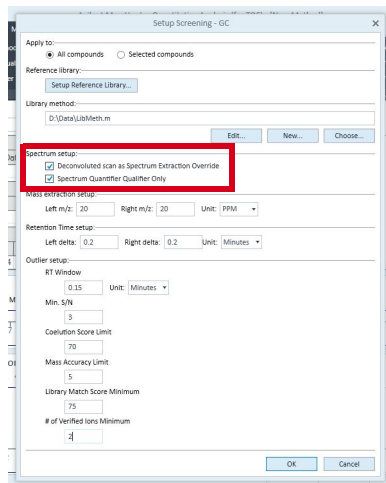 Setup Screening - GC
Apply to:
All compounds Selected compounds
Reference library:
Setup Reference Library...
Library method:
D:\Data\LibMeth.m
Edit... New... Choose...
Spectrum setup:
Deconvoluted scan as Spectrum Extraction Override
Spectrum Quantifier Qualifier Only
Mass extraction setup:
Left m/z: 20 Right m/z: 20 Unit: PPM
Retention Time setup:
Left delta: 0.2 Right delta: 0.2 Unit: Minutes
Outlier setup:
RT Window
0.15 Unit: Minutes
Min. S/N
3
Coelution Score Limit
70
Mass Accuracy Limit
5
Library Match Score Minimum
75
# of Verified Ions Minimum
2
OK Cancel